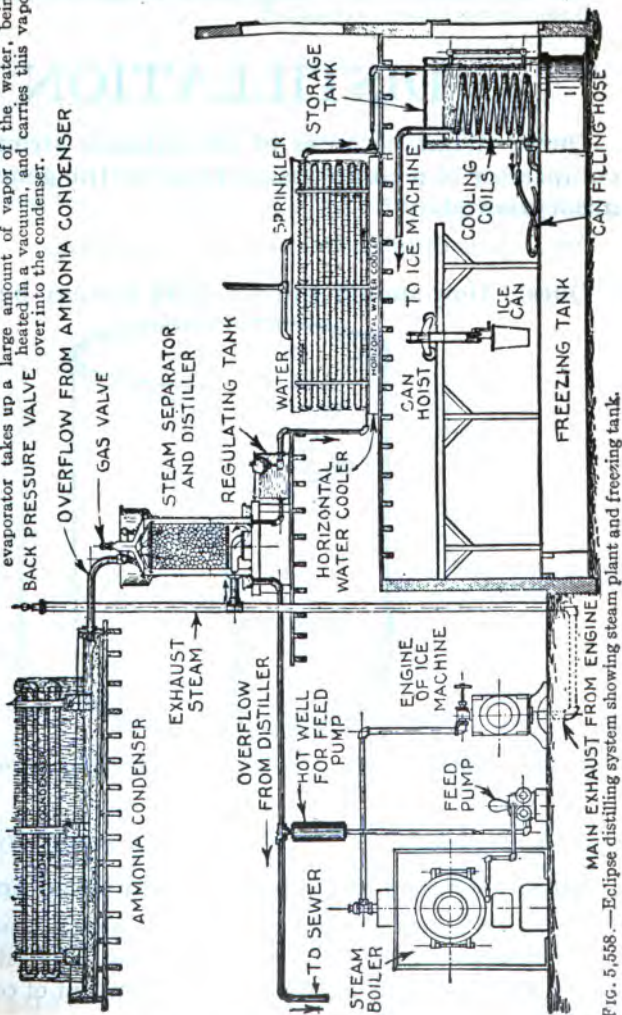 evaporator takes up a large amount of vapor of the water, bein
heated in a vacuum, and carries this vapo
over into the condenser.
BACK PRESSURE VALVE
OVERFLOW FROM AMMONIA CONDENSER
GAS VALVE
STEAM SEPARATOR
AND DISTILLER
REGULATING TANK
WATER SPRINKLER
STORAGE
TANK
AMMONIA CONDENSER
EXHAUST
STEAM
HORIZONTAL
WATER COOLER
HORIZONTAL WATER COOLER
TO ICE MACHINE
COOLING
COILS
CAN
HOIST
ICE
CAN
CAN FILLING HOSE
FREEZING TANK
OVERFLOW
FROM DISTILLER
HOT WELL
FOR FEED
PUMP
ENGINE
OF ICE
MACHINE
FEED
PUMP
TO SEWER
STEAM
BOILER
MAIN EXHAUST FROM ENGINE
FIG. 5,558.—Eclipse distilling system showing steam plant and freezing tank.